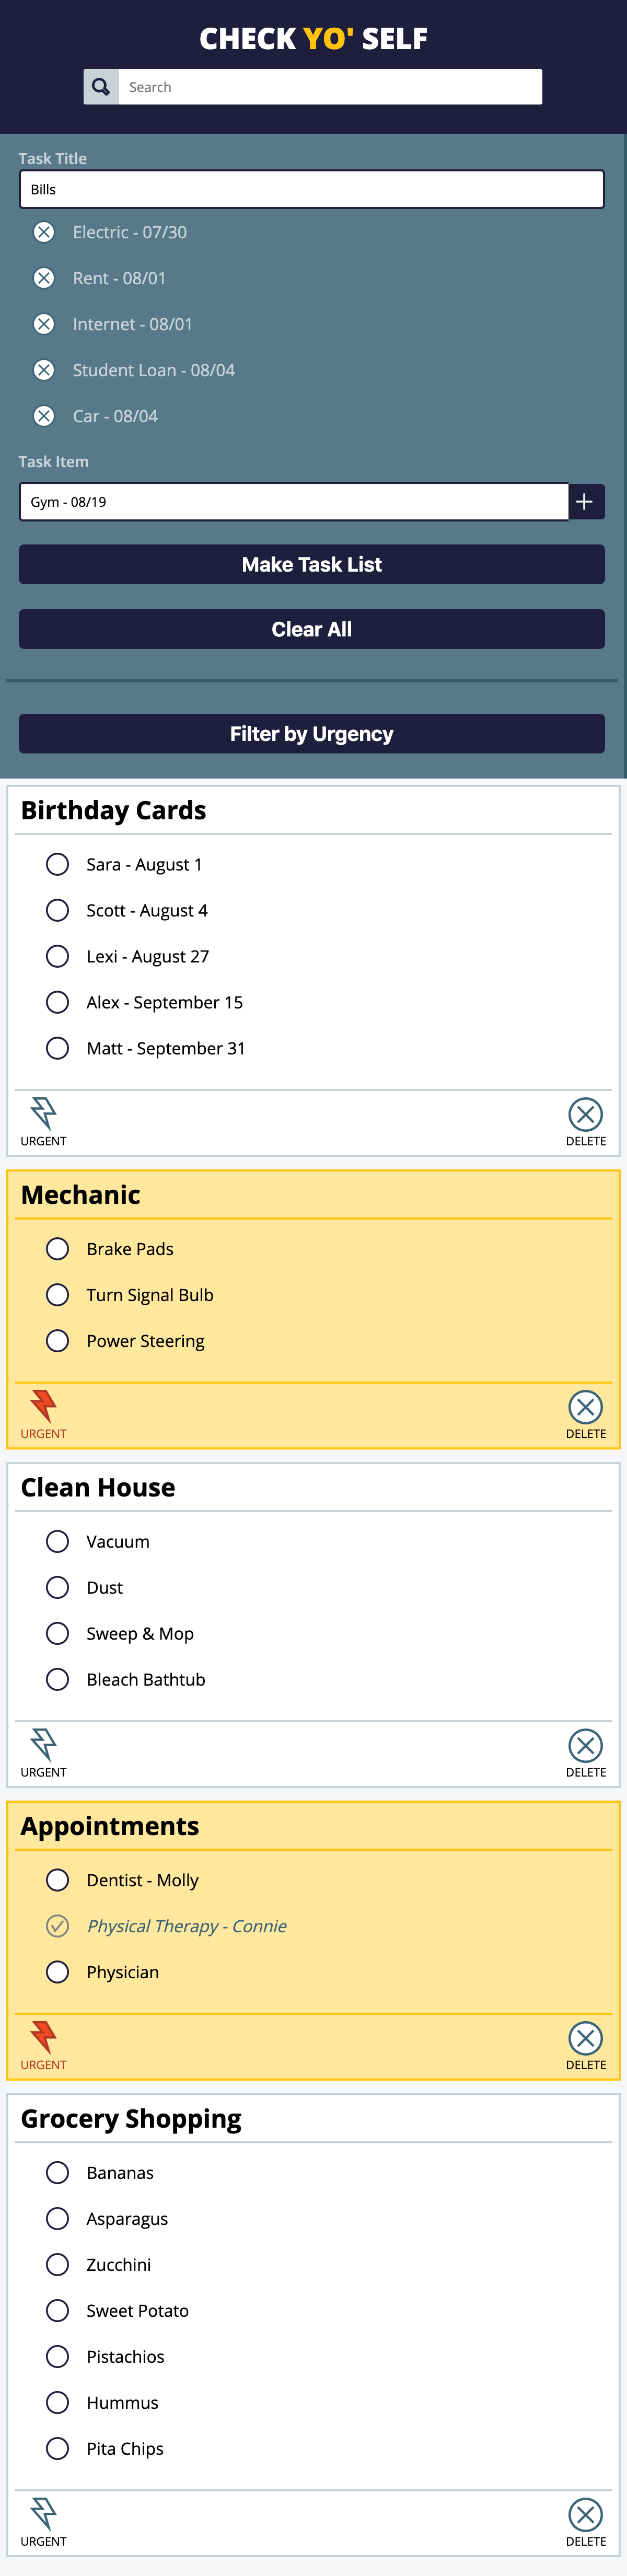 CHECK YO' SELF
Search
Task Title
Bills
Electric - 07/30
Rent - 08/01
Internet - 08/01
Student Loan - 08/04
Car - 08/04
Task Item
Gym - 08/19
Make Task List
Clear All
Filter by Urgency
Birthday Cards
Sara - August 1
Scott - August 4
Lexi - August 27
Alex - September 15
Matt - September 31
URGENT DELETE
Mechanic
Brake Pads
Turn Signal Bulb
Power Steering
URGENT DELETE
Clean House
Vacuum
Dust
Sweep & Mop
Bleach Bathtub
URGENT DELETE
Appointments
Dentist - Molly
Physical Therapy - Connie
Physician
URGENT DELETE
Grocery Shopping
Bananas
Asparagus
Zucchini
Sweet Potato
Pistachios
Hummus
Pita Chips
URGENT DELETE